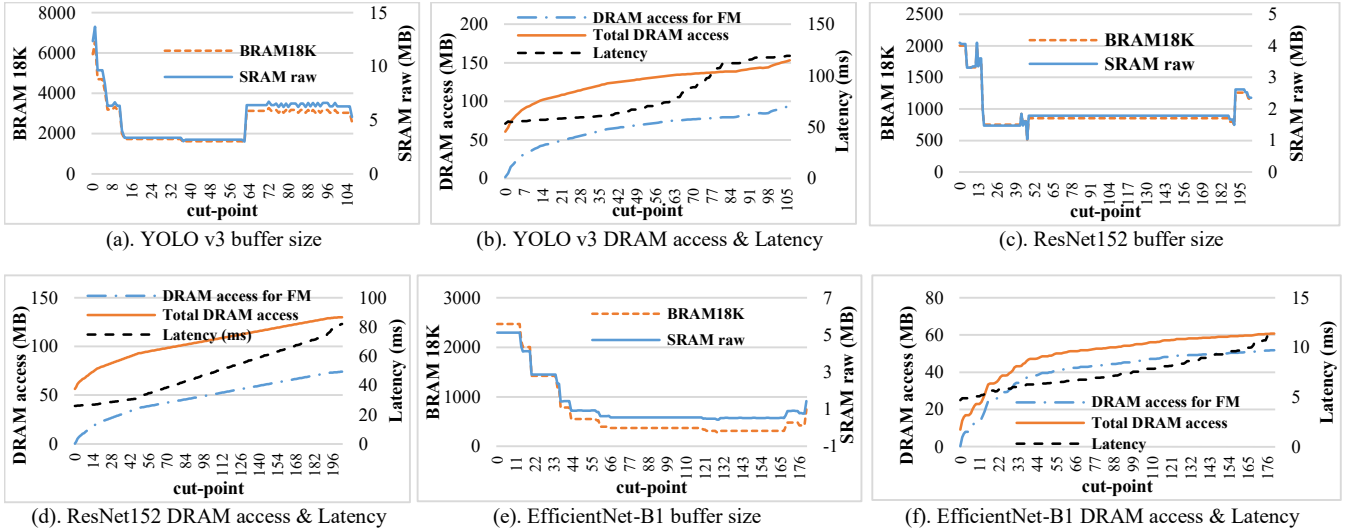 8000
6000
4000
2000
0
BRAM 18K
BRAM18K
SRAM raw
15
10
5
0
SRAM raw (MB)
0 8 16 24 32 40 48 56 64 72 80 88 96 104
cut-point
(a). YOLO v3 buffer size
200
150
100
50
0
DRAM access (MB)
DRAM access for FM
Total DRAM access
Latency
150
100
50
0
Latency (ms)
0 7 14 21 28 35 42 49 56 63 70 77 84 91 98 105
cut-point
(b). YOLO v3 DRAM access & Latency
2500
2000
1500
1000
500
0
BRAM 18K
BRAM18K
SRAM raw
5
4
3
2
1
0
SRAM raw (MB)
0 13 26 39 52 65 78 91 104 117 130 143 156 169 182 195
cut-point
(c). ResNet152 buffer size
150
100
50
0
DRAM access (MB)
DRAM access for FM
Total DRAM access
Latency (ms)
100
80
60
40
20
0
Latency (ms)
0 14 28 42 56 70 84 98 112 126 140 154 168 182 196
cut-point
(d). ResNet152 DRAM access & Latency
3000
2000
1000
0
BRAM 18K
BRAM18K
SRAM raw
7
5
3
1
-1
SRAM raw (MB)
0 11 22 33 44 55 66 77 88 99 110 121 132 143 154 165 176
cut-point
(e). EfficientNet-B1 buffer size
80
60
40
20
0
DRAM access (MB)
DRAM access for FM
Total DRAM access
Latency
15
10
5
0
Latency (ms)
0 11 22 33 44 55 66 77 88 99 110 121 132 143 154 165 176
cut-point
(f). EfficientNet-B1 DRAM access & Latency